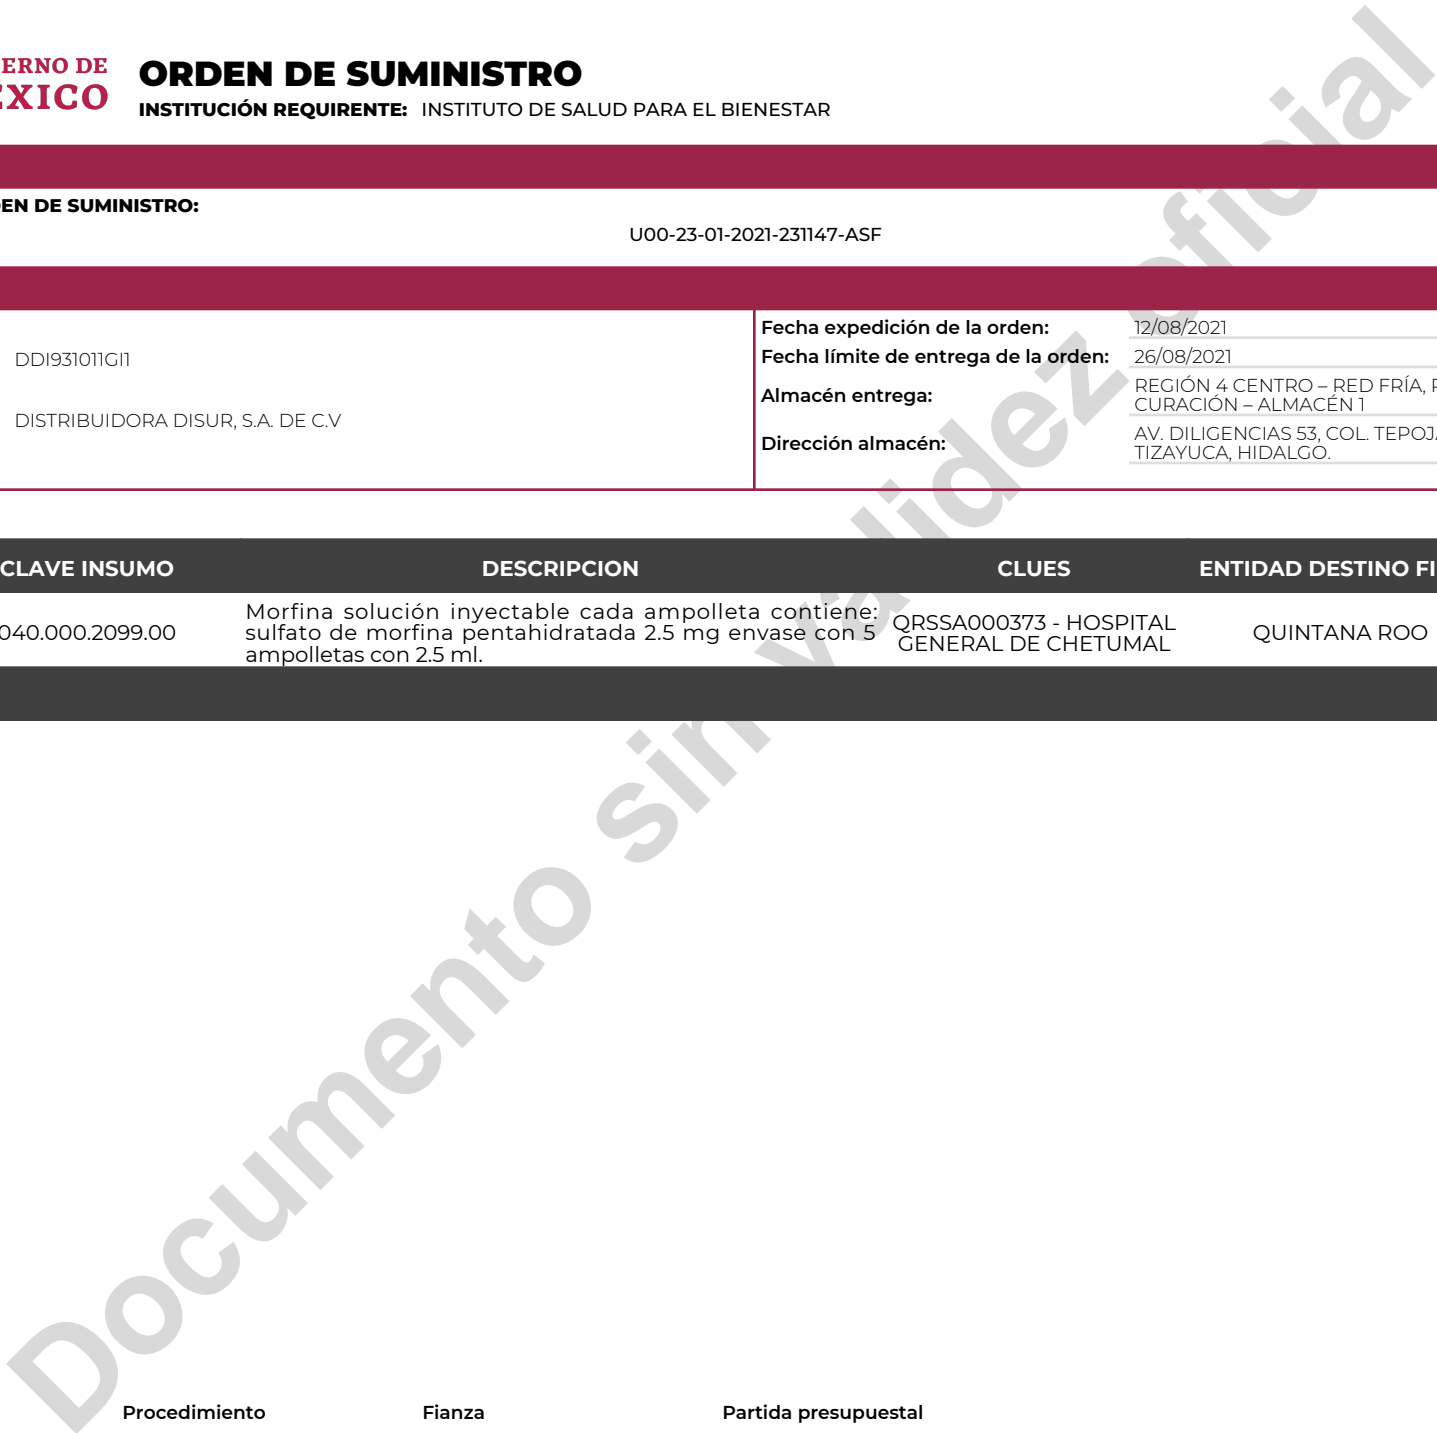 ERNO DE
ÉXICO
ORDEN DE SUMINISTRO
INSTITUCIÓN REQUIRENTE: INSTITUTO DE SALUD PARA EL BIENESTAR
EN DE SUMINISTRO:
U00-23-01-2021-231147-ASF
DDI931011GI1
DISTRIBUIDORA DISUR, S.A. DE C.V
Fecha expedición de la orden: 12/08/2021
Fecha límite de entrega de la orden: 26/08/2021
Almacén entrega: REGIÓN 4 CENTRO – RED FRÍA,
CURACIÓN – ALMACÉN 1
Dirección almacén: AV. DILIGENCIAS 53, COL. TEPOJA
TIZAYUCA, HIDALGO.
CLAVE INSUMO DESCRIPCION CLUES ENTIDAD DESTINO FI
040.000.2099.00
Morfina solución inyectable cada ampolleta contiene:
sulfato de morfina pentahidratada 2.5 mg envase con 5
ampolletas con 2.5 ml.
QRSSA000373 - HOSPITAL
GENERAL DE CHETUMAL
QUINTANA ROO
Documento sin validez oficial
Procedimiento Fianza Partida presupuestal